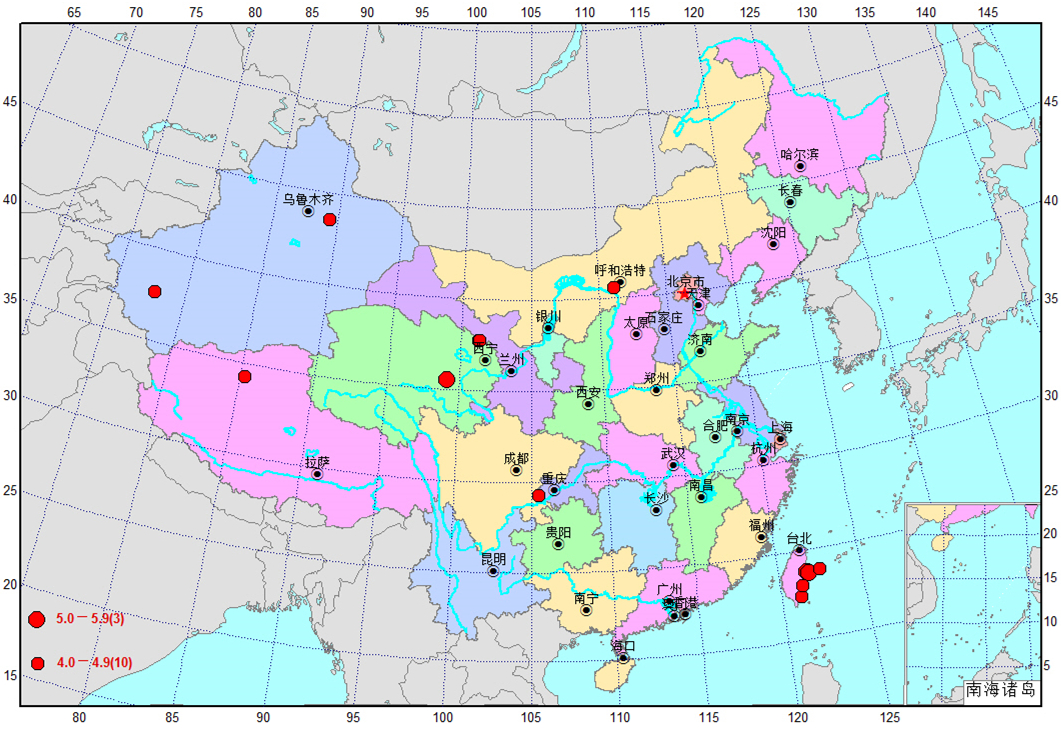 65 70 75 80 85 90 95 100 105 110 115 120 125 130 135 140 145
45 45
哈尔滨
长春
40 乌鲁木齐 40
沈阳
呼和浩特 北京市
天津
35 银川 太原 石家庄 35
西宁 兰州 济南
郑州
30 西安 30
南京 上海
合肥
杭州
拉萨 成都 武汉
重庆 南昌
25 长沙 25
福州
贵阳 台北 20
昆明
20 15
广州
南宁 香港
5.0－5.9(3) 10
海口
4.0－4.9(10) 5
15 南海诸岛
80 85 90 95 100 105 110 115 120 125